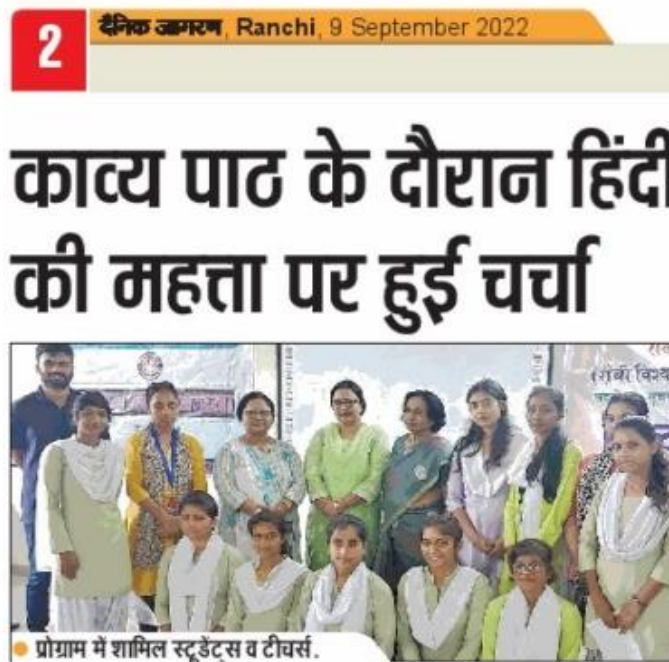 2
दैनिक जागरण, Ranchi, 9 September 2022
काव्य पाठ के दौरान हिंदी
की महत्ता पर हुई चर्चा
(रांची विश्व
प्रोग्राम में शामिल स्टूडेंट्स व टीचर्स.